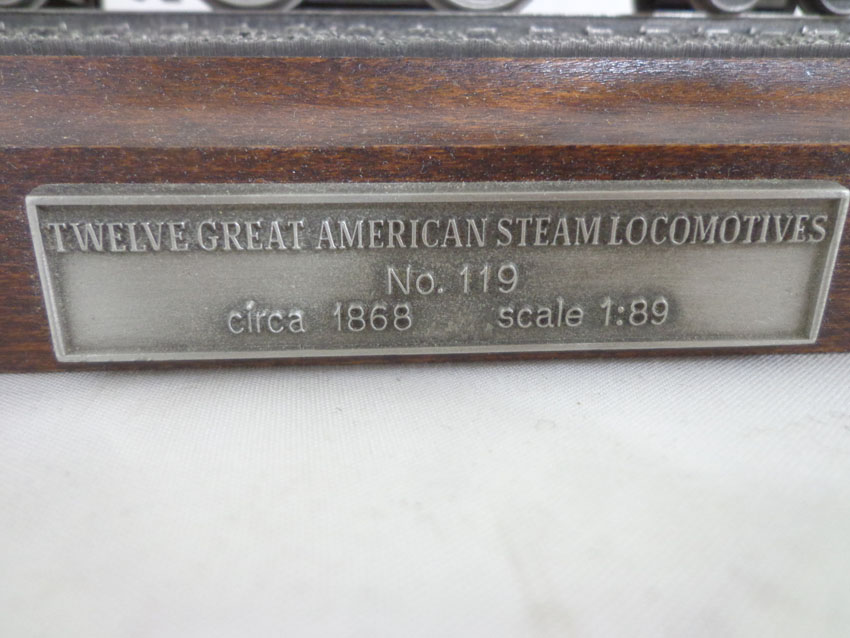 TWELVE GREAT AMERICAN STEAM LOCOMOTIVES
No. 119
circa 1868 scale 1:89